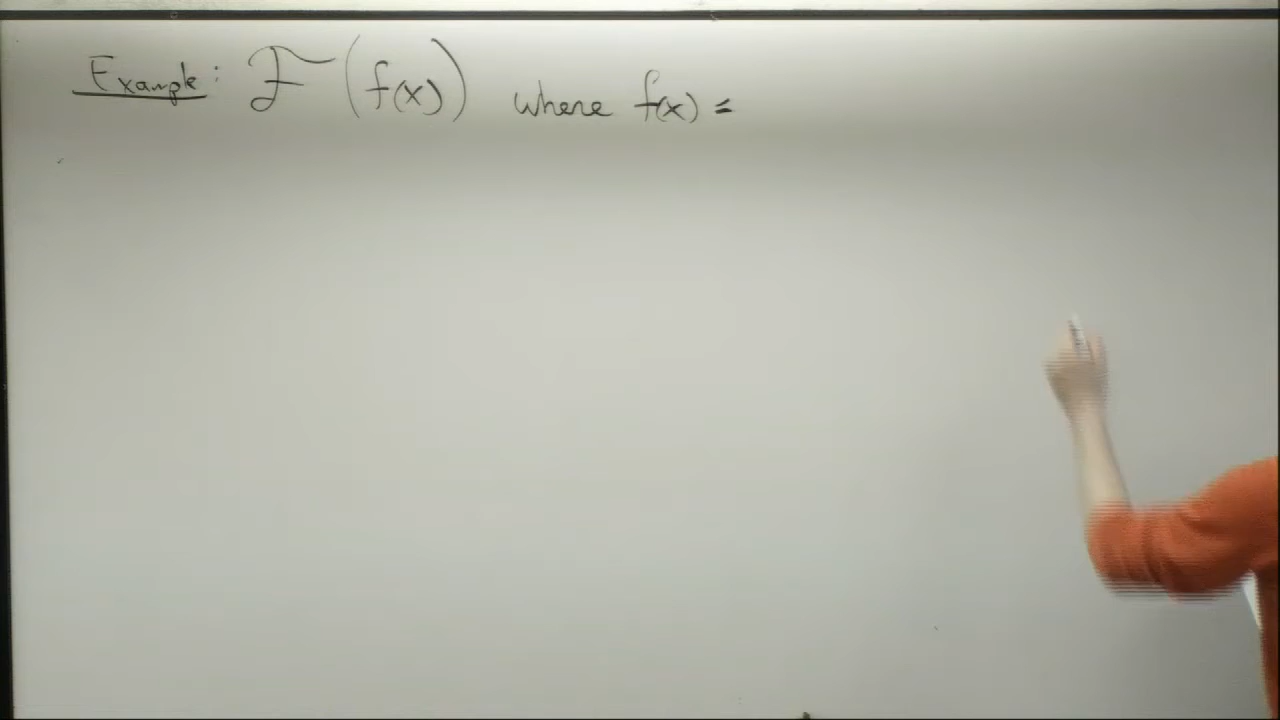 Example: ℱ(f(x)) where f(x) =